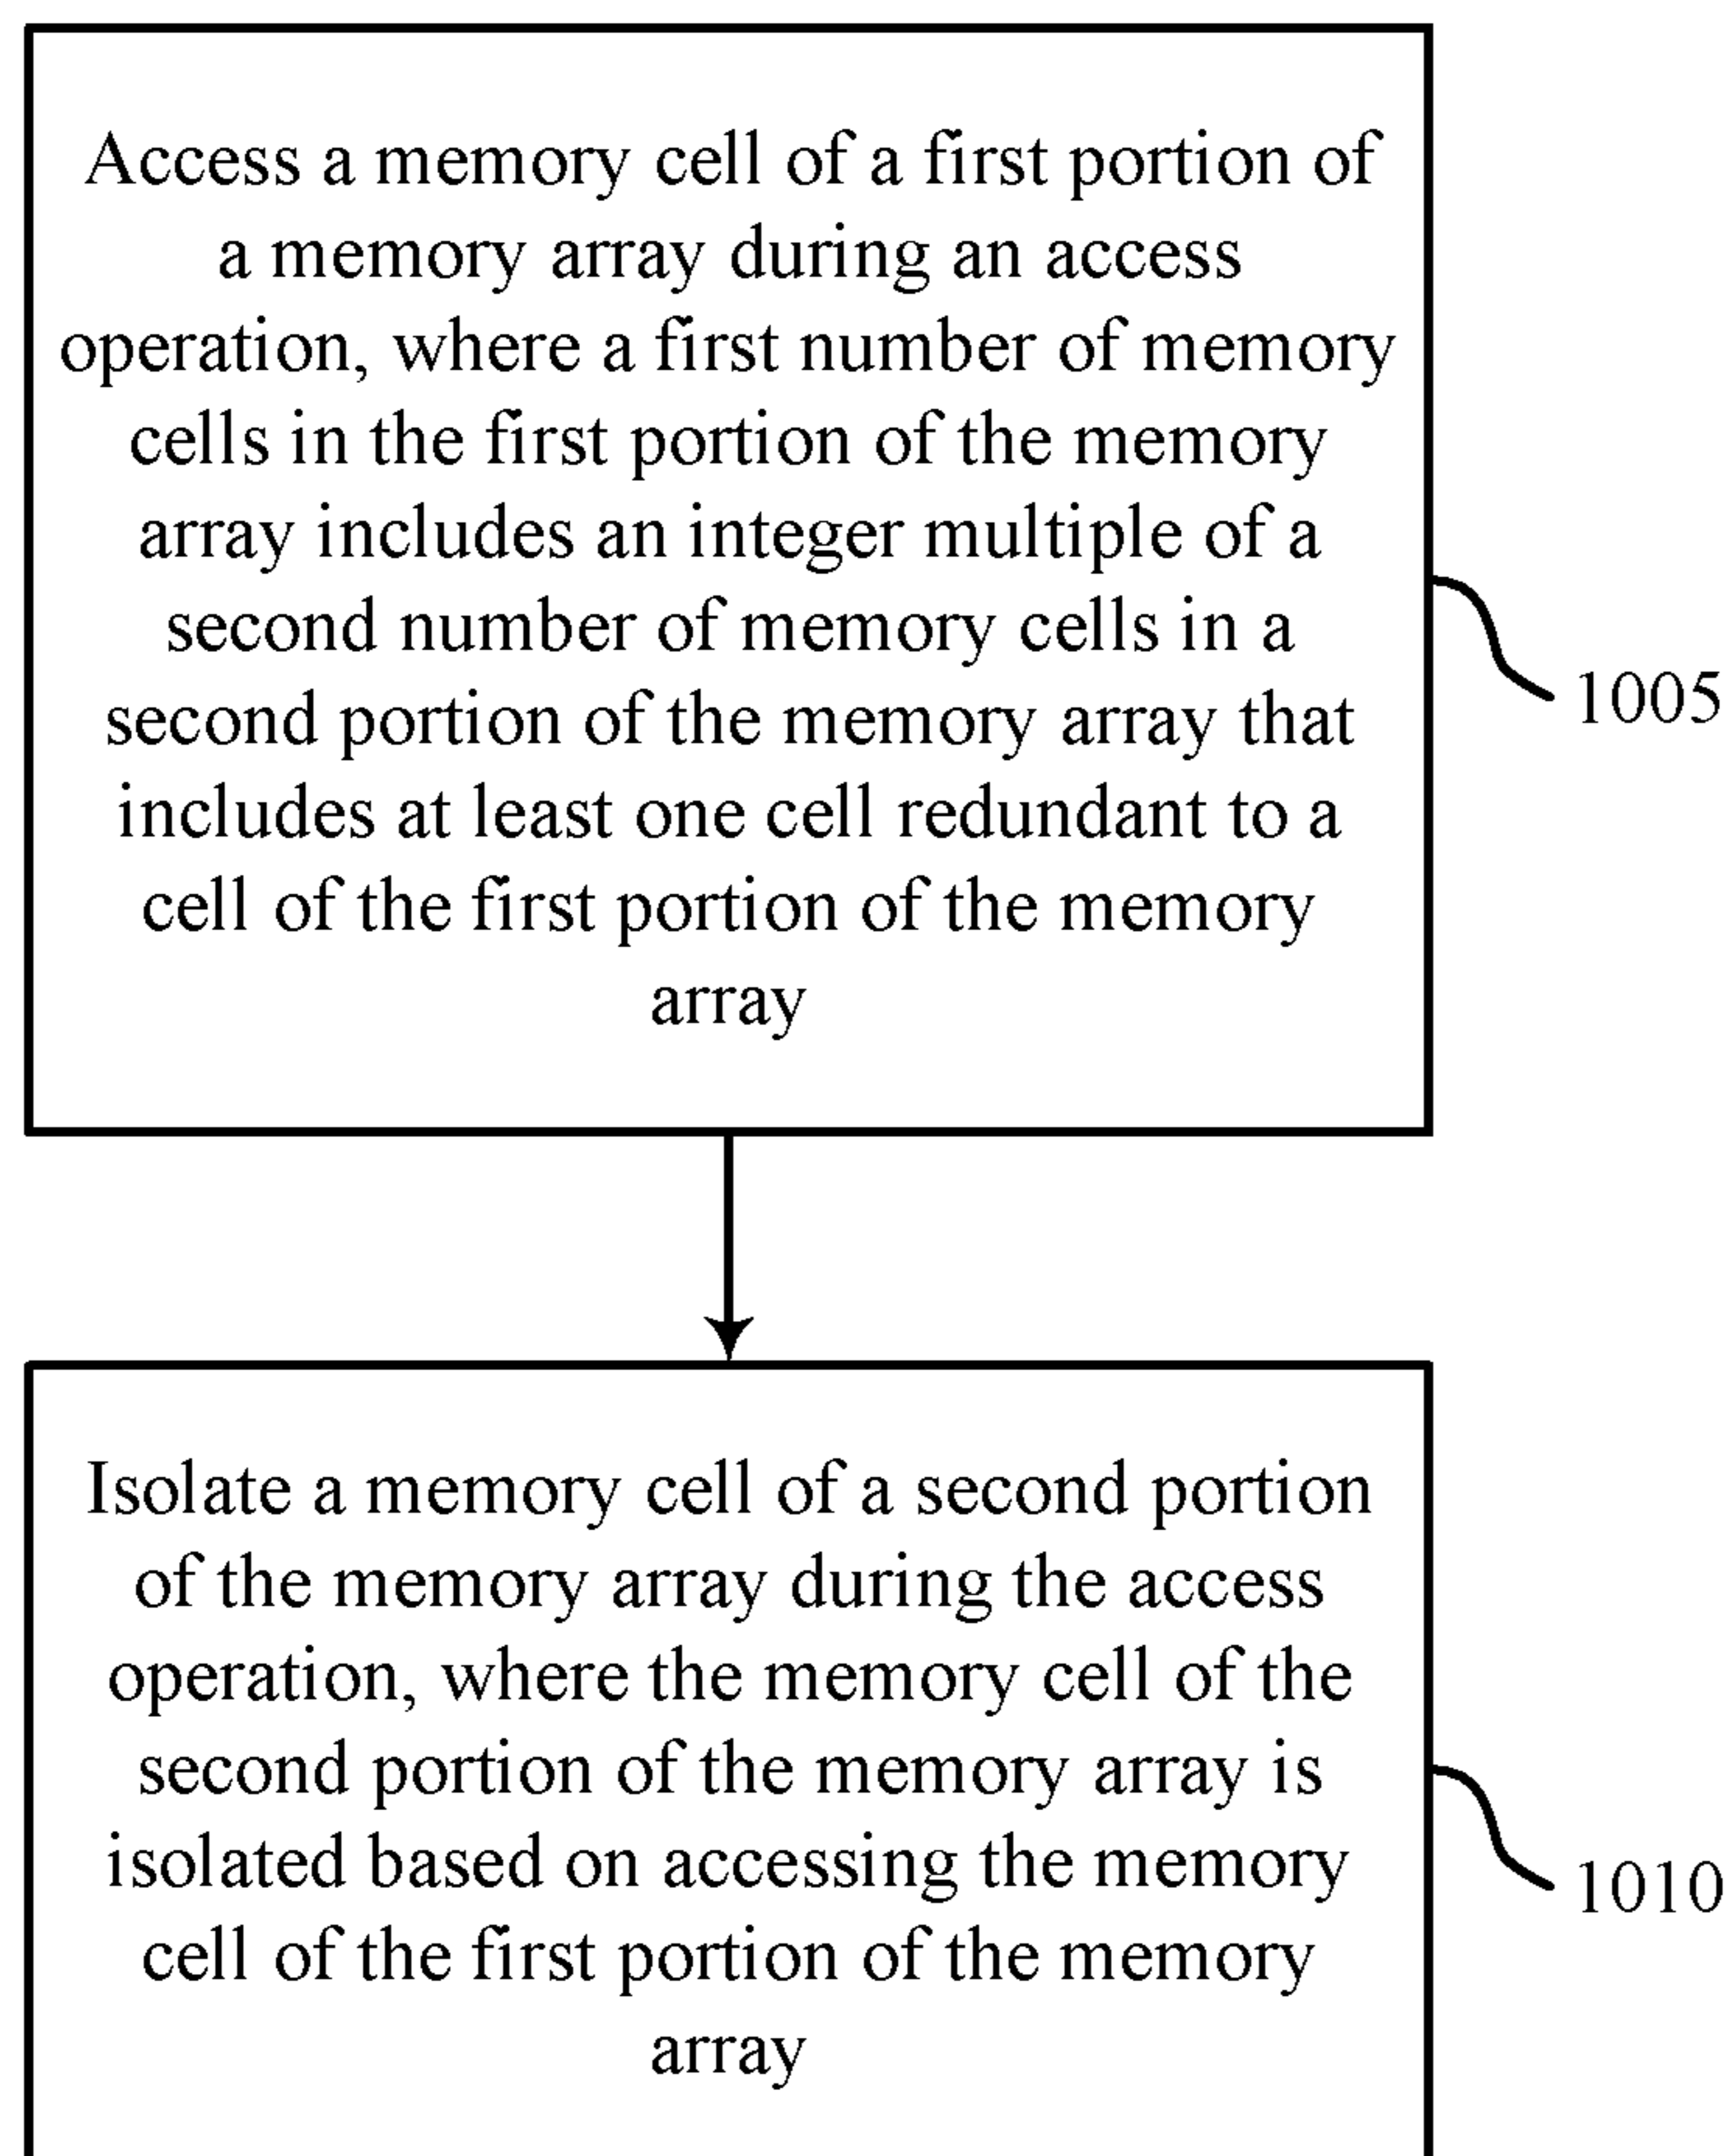 Access a memory cell of a first portion of
a memory array during an access
operation, where a first number of memory
cells in the first portion of the memory
array includes an integer multiple of a
second number of memory cells in a
second portion of the memory array that
includes at least one cell redundant to a
cell of the first portion of the memory
array
1005
Isolate a memory cell of a second portion
of the memory array during the access
operation, where the memory cell of the
second portion of the memory array is
isolated based on accessing the memory
cell of the first portion of the memory
array
1010